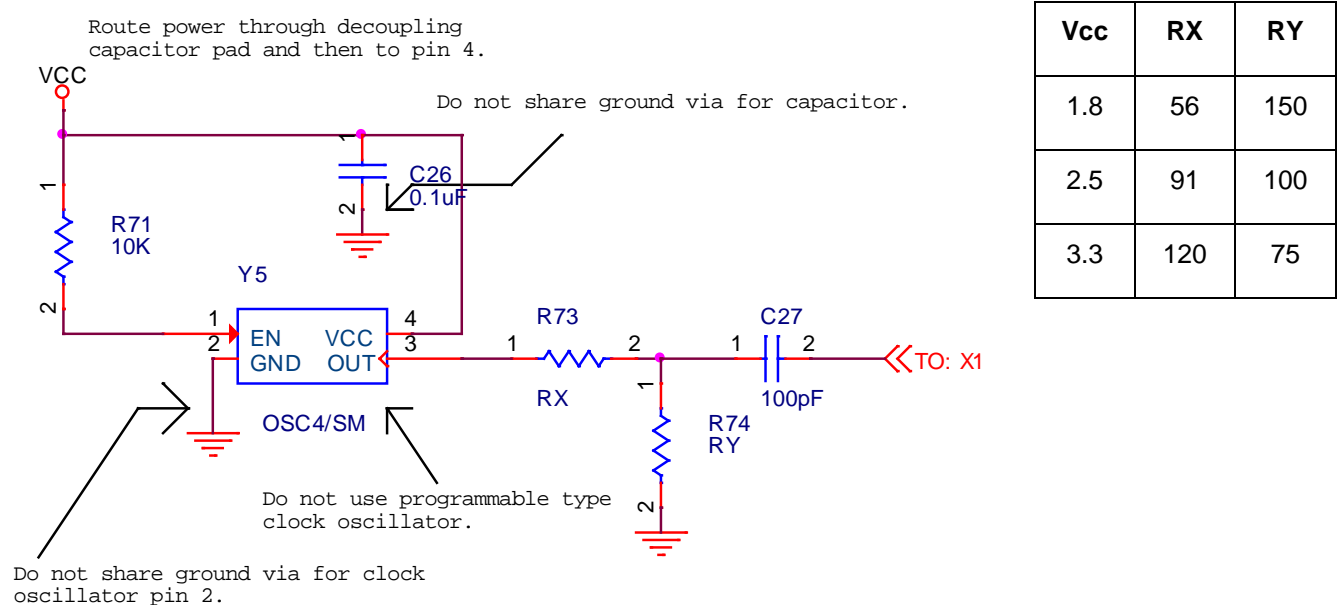 Route power through decoupling
capacitor pad and then to pin 4.
VCC
Do not share ground via for capacitor.
1
C26
0.1uF
2
1
R71
10K
2
Y5
1
EN
VCC
4
2
GND
OUT
3
OSC4/SM
R73
1
2
RX
C27
1
2
100pF
TO: X1
1
R74
RY
2
Do not use programmable type
clock oscillator.
Do not share ground via for clock
oscillator pin 2.
Vcc RX RY
1.8 56 150
2.5 91 100
3.3 120 75